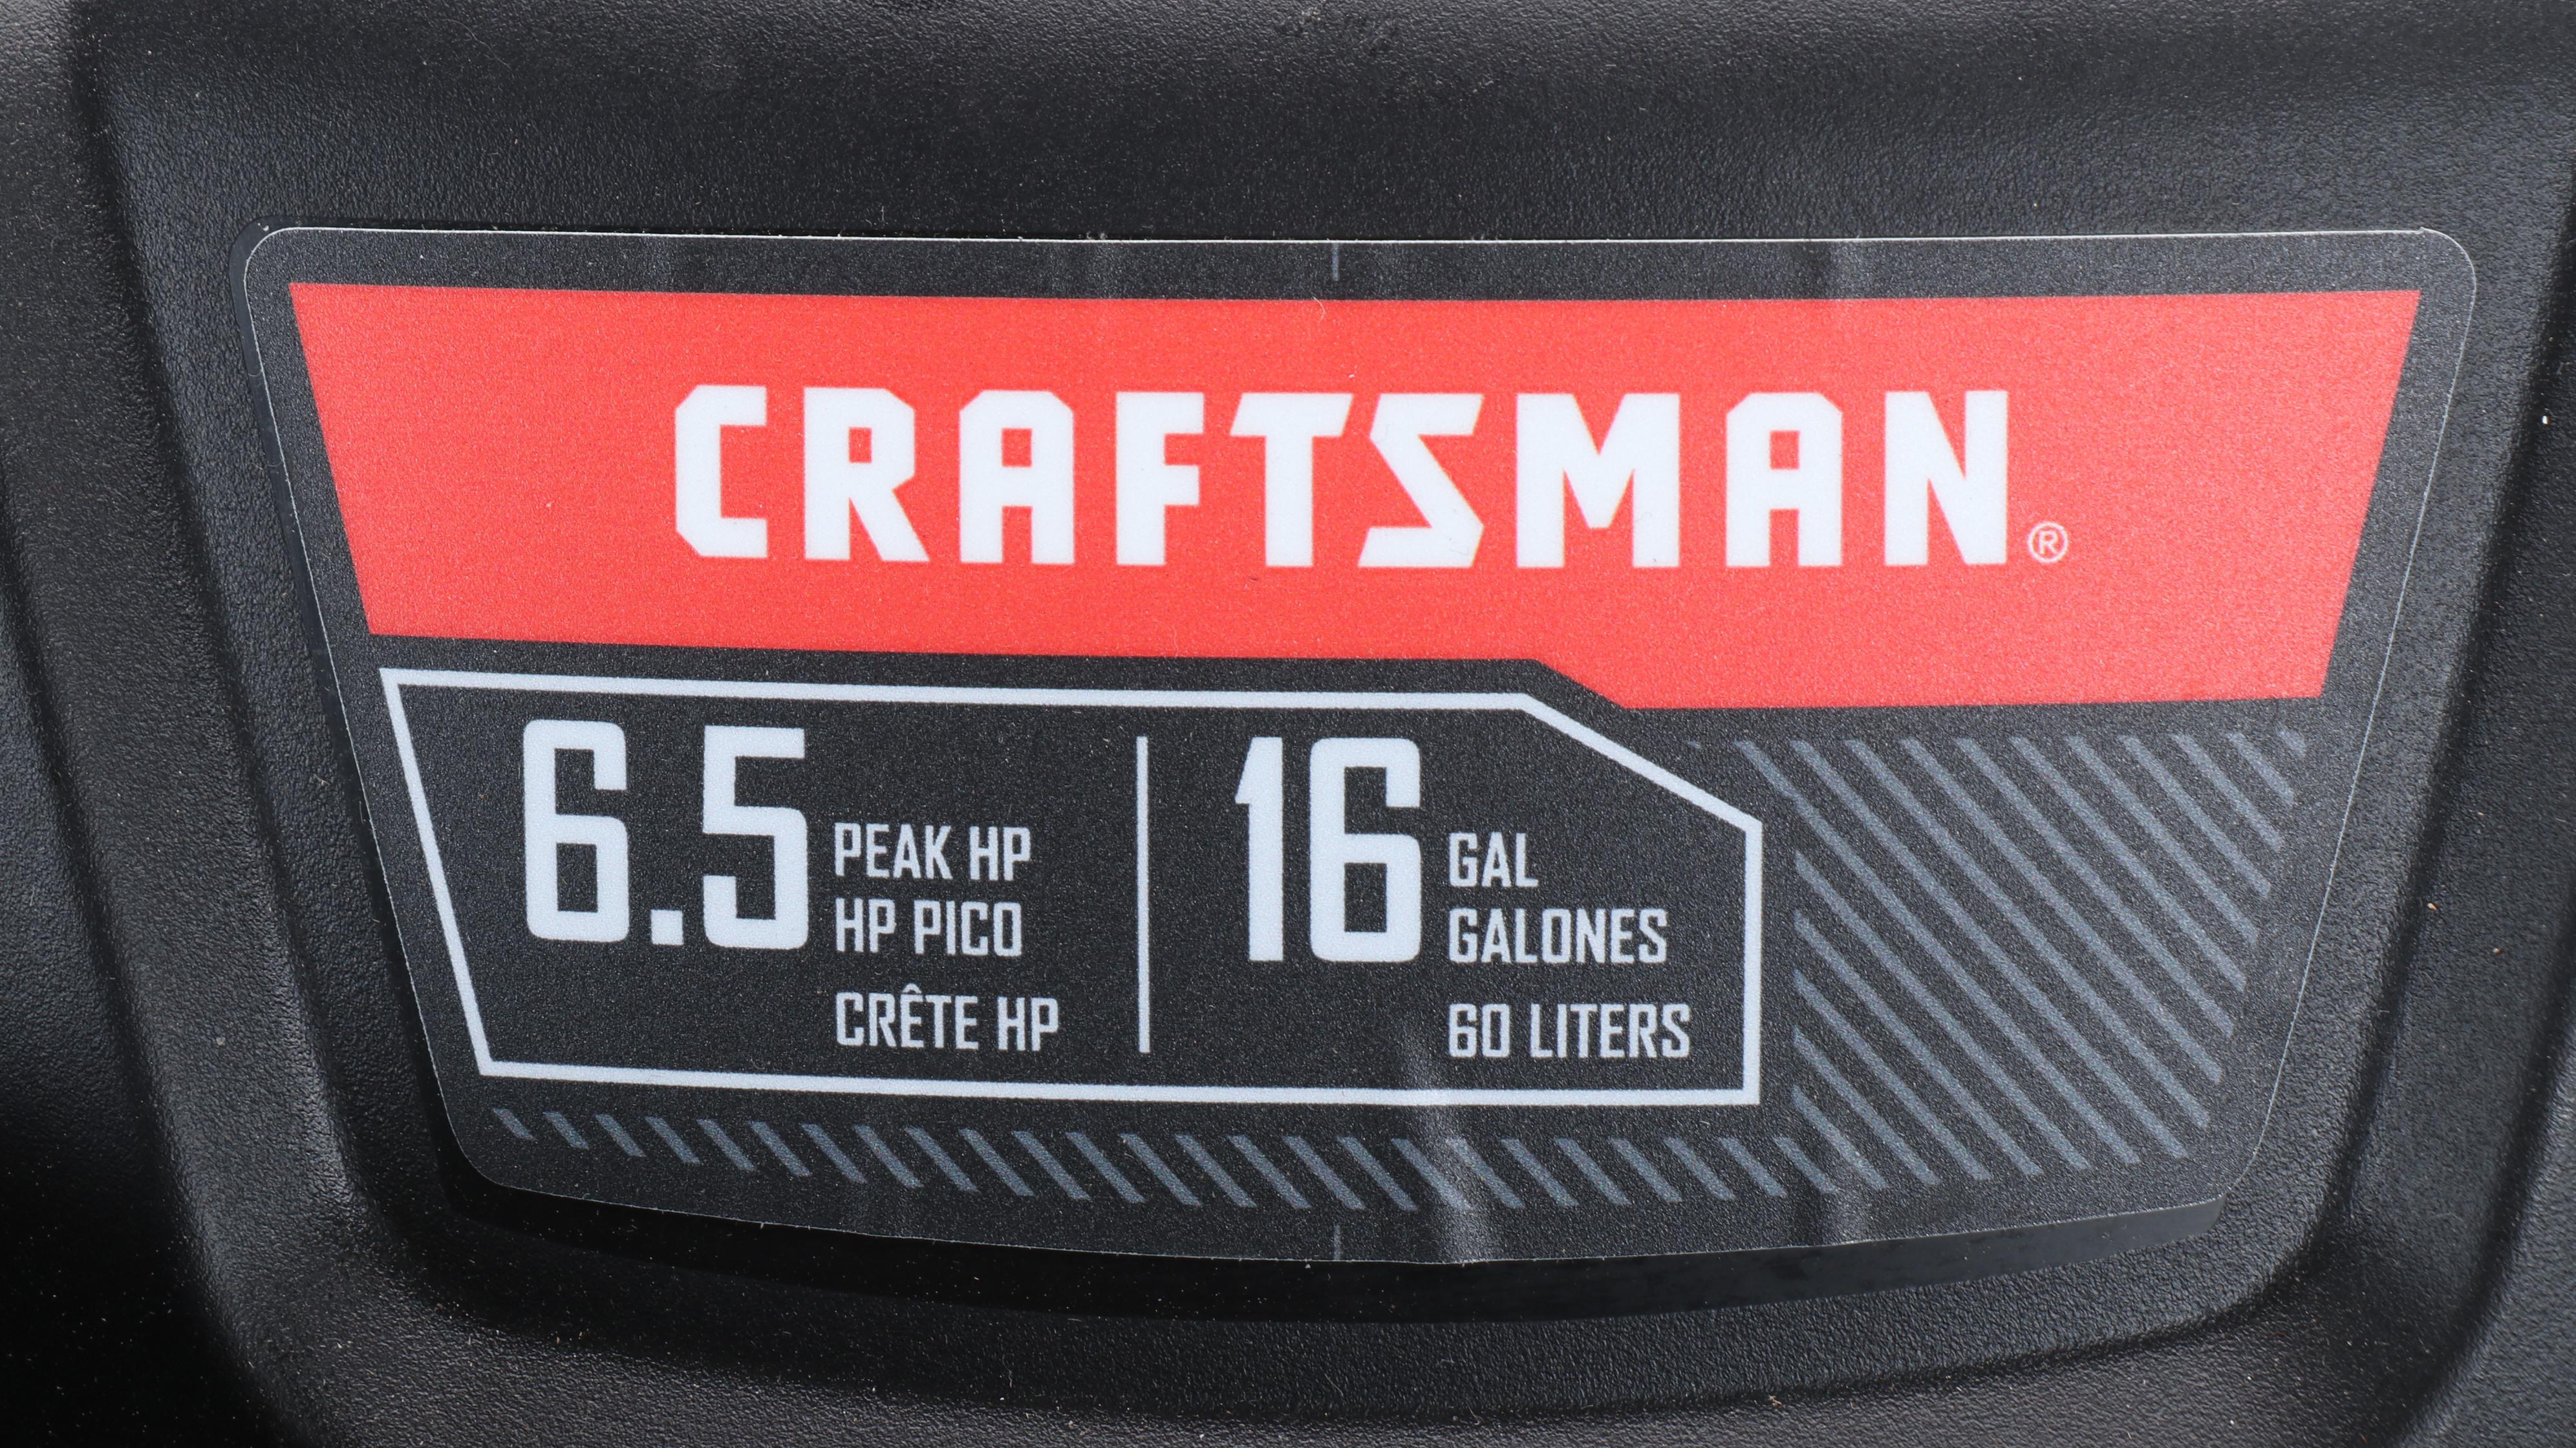 CRAFTSMAN®
6.5 PEAK HP
HP PICO
CRÊTE HP
16 GAL
GALONES
60 LITERS